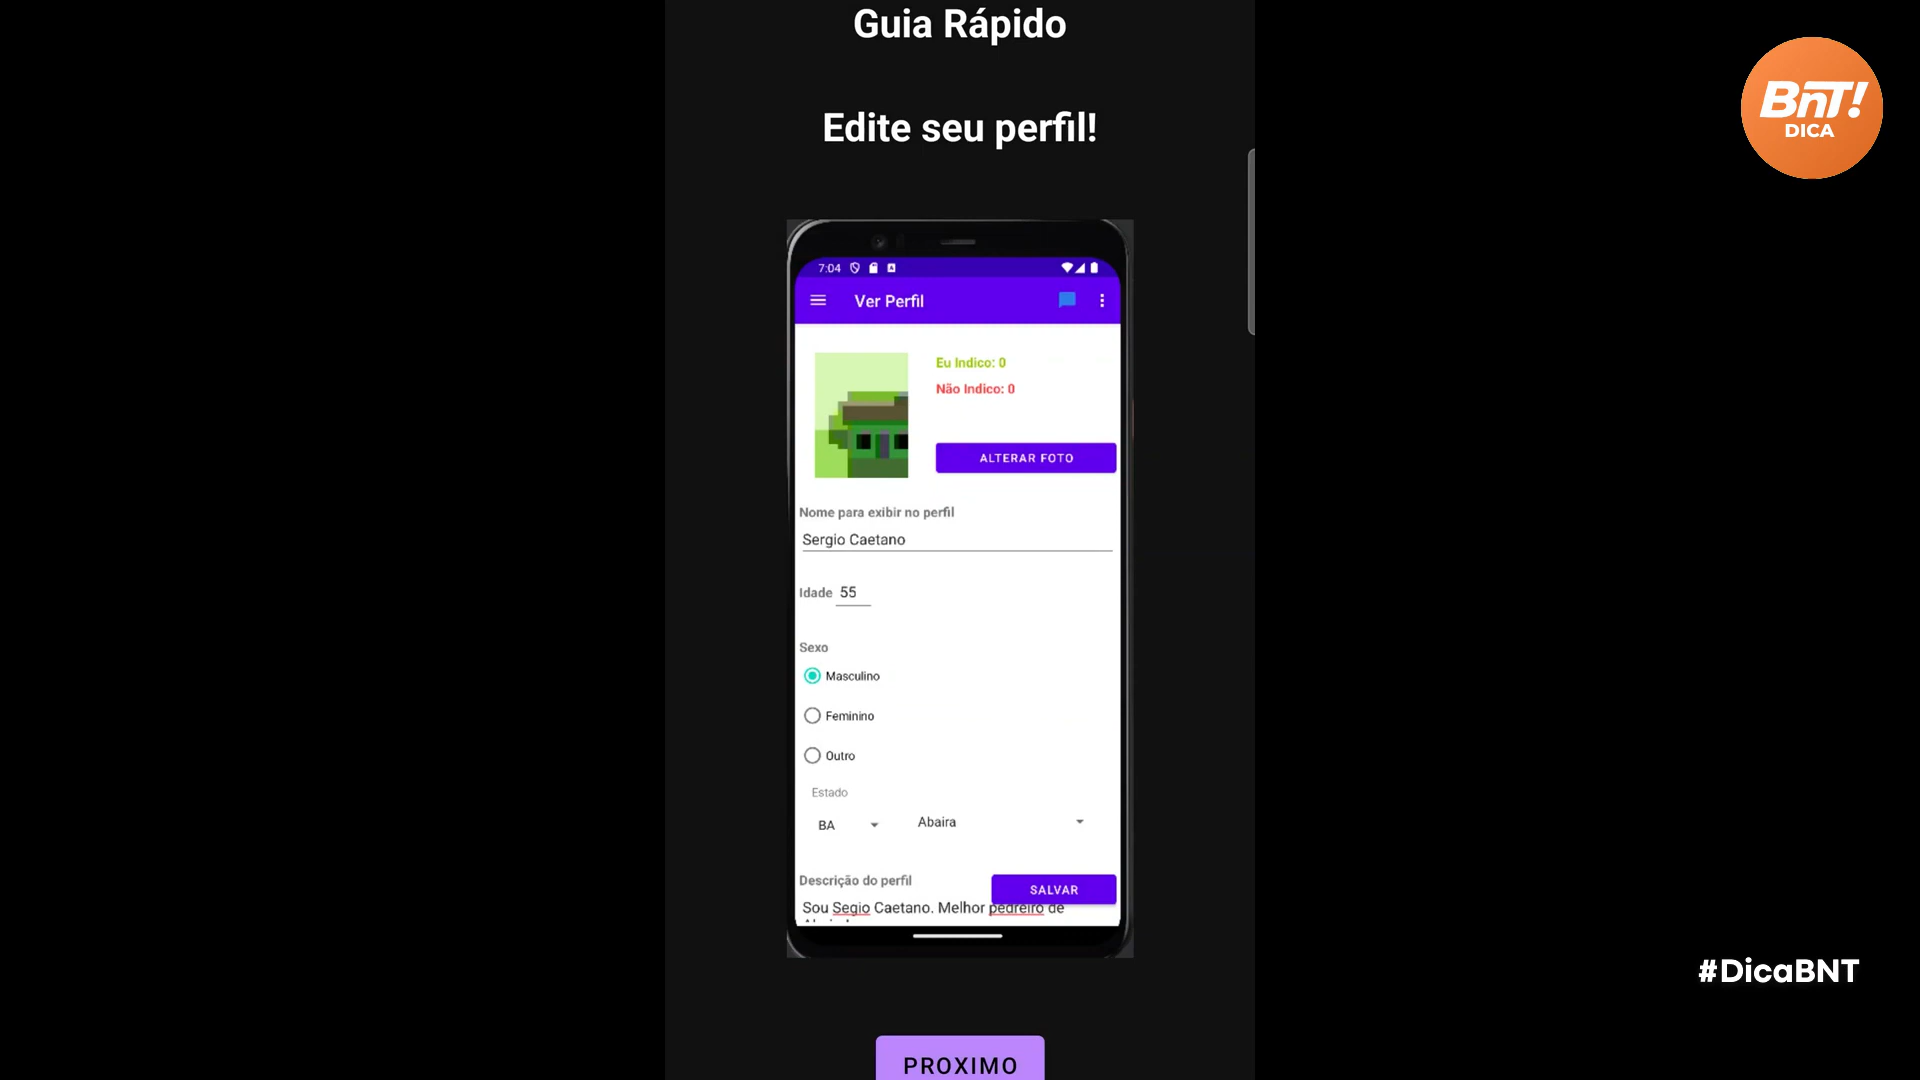 Guia Rápido
Edite seu perfil!
BnT!
DICA
7:04
Ver Perfil
Eu Indico: 0
Não Indico: 0
ALTERAR FOTO
Nome para exibir no perfil
Sergio Caetano
Idade 55
Sexo
Masculino
Feminino
Outro
Estado
BA Abaira
Descrição do perfil
SALVAR
Sou Segio Caetano. Melhor pedreiro de
#DicaBNT
PROXIMO